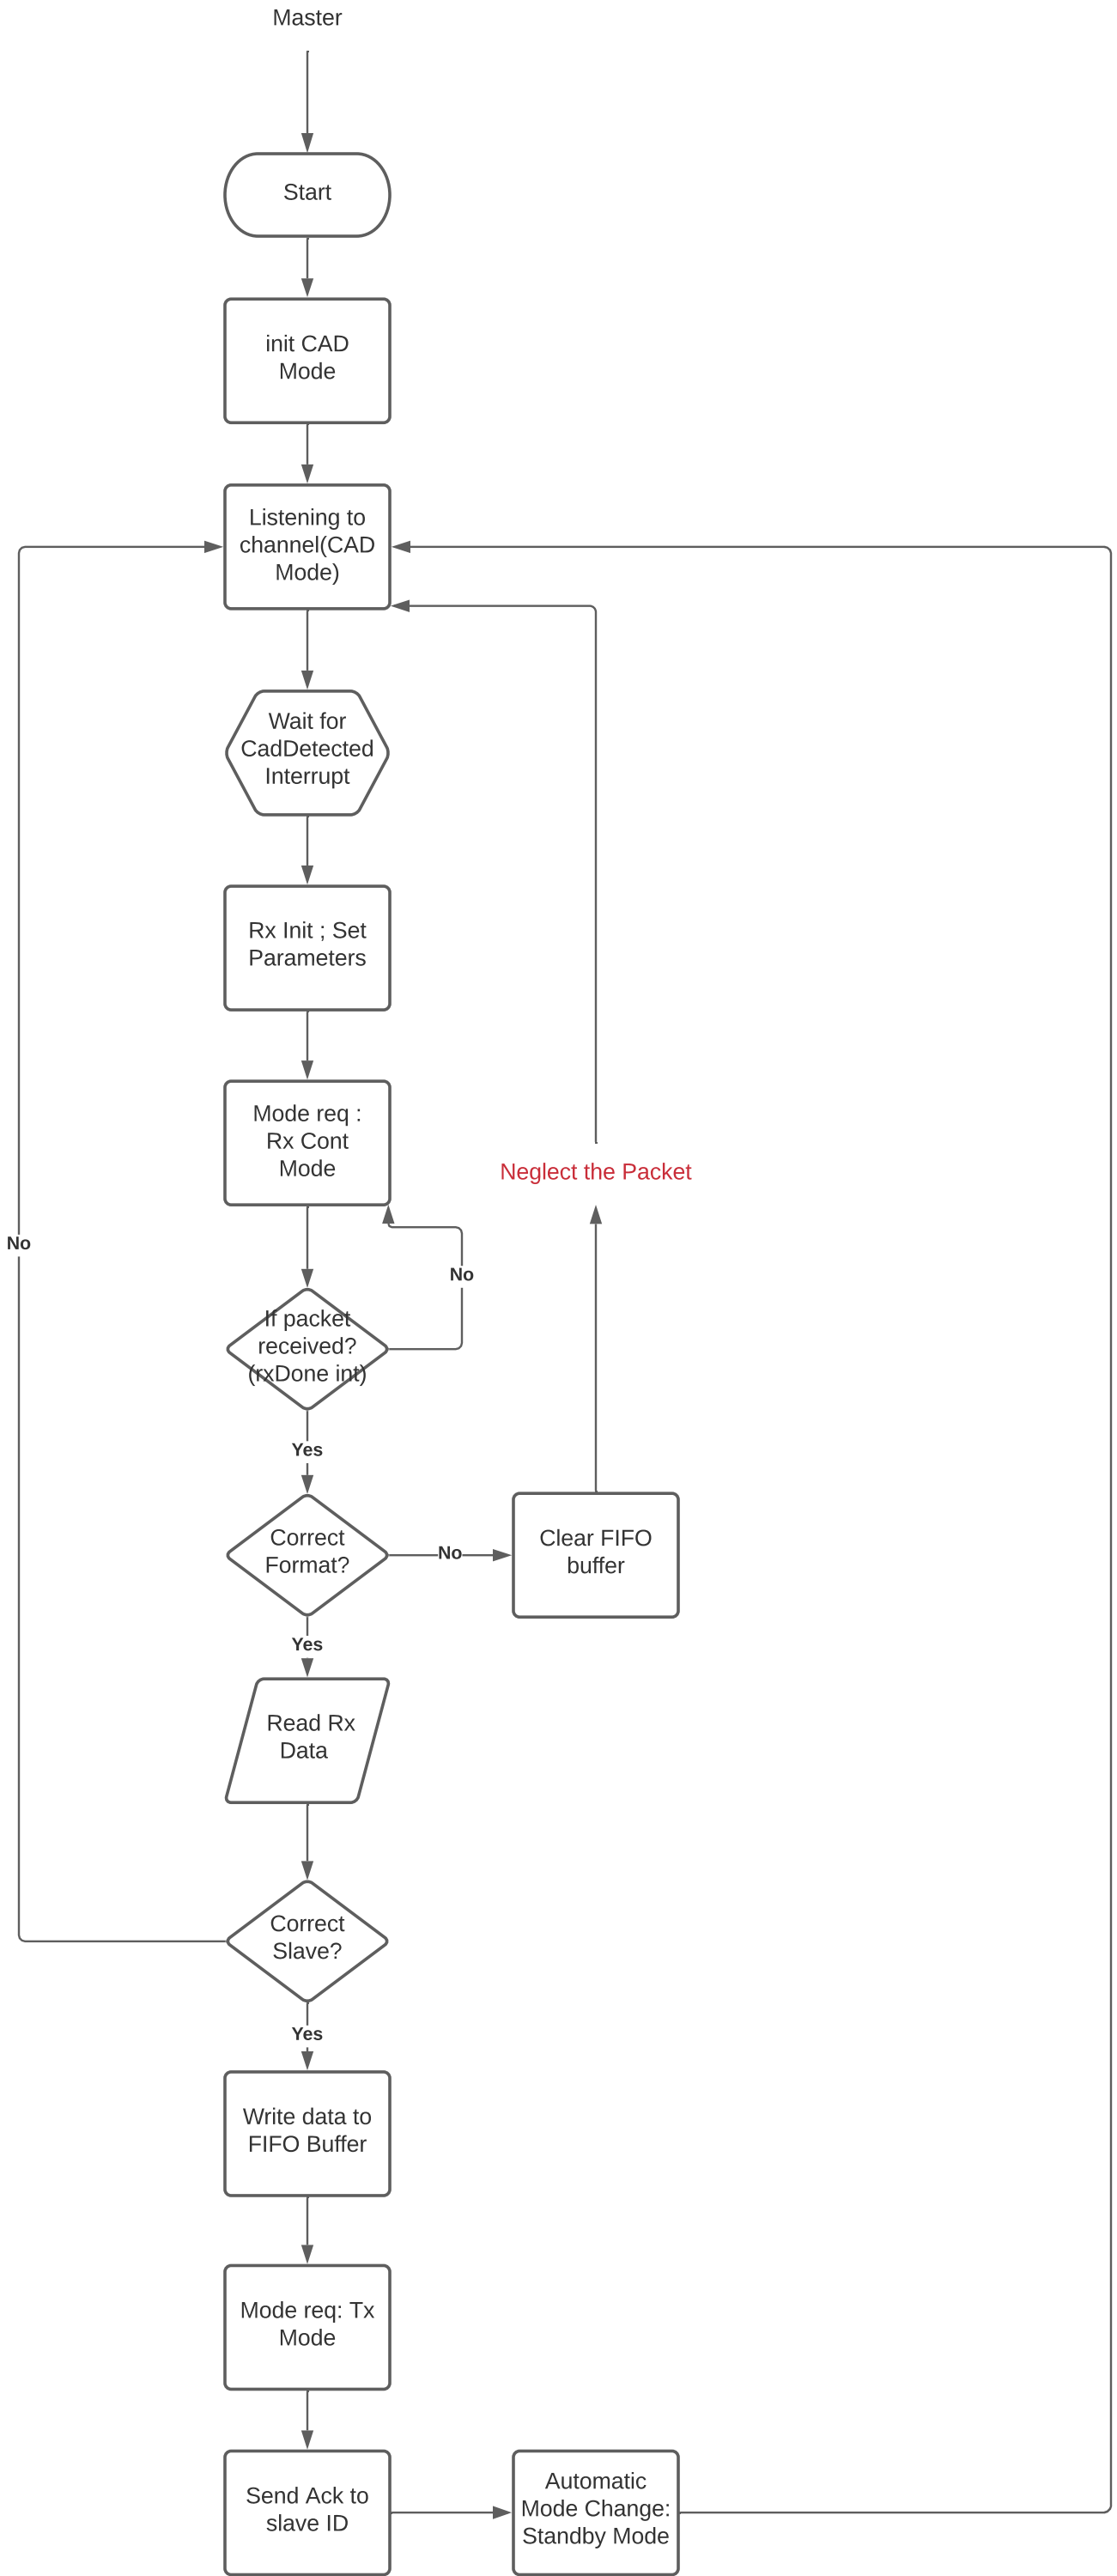 Master
Start
init CAD
Mode
Listening to
channel(CAD
Mode)
Wait for
CadDetected
Interrupt
Rx Init ; Set
Parameters
Mode req :
Rx Cont
Mode
Neglect the Packet
No
No
If packet
received?
(rxDone int)
Yes
Correct
Format?
No
Clear FIFO
buffer
Yes
Read Rx
Data
Correct
Slave?
Yes
Write data to
FIFO Buffer
Mode req: Tx
Mode
Send Ack to
slave ID
Automatic
Mode Change:
Standby Mode